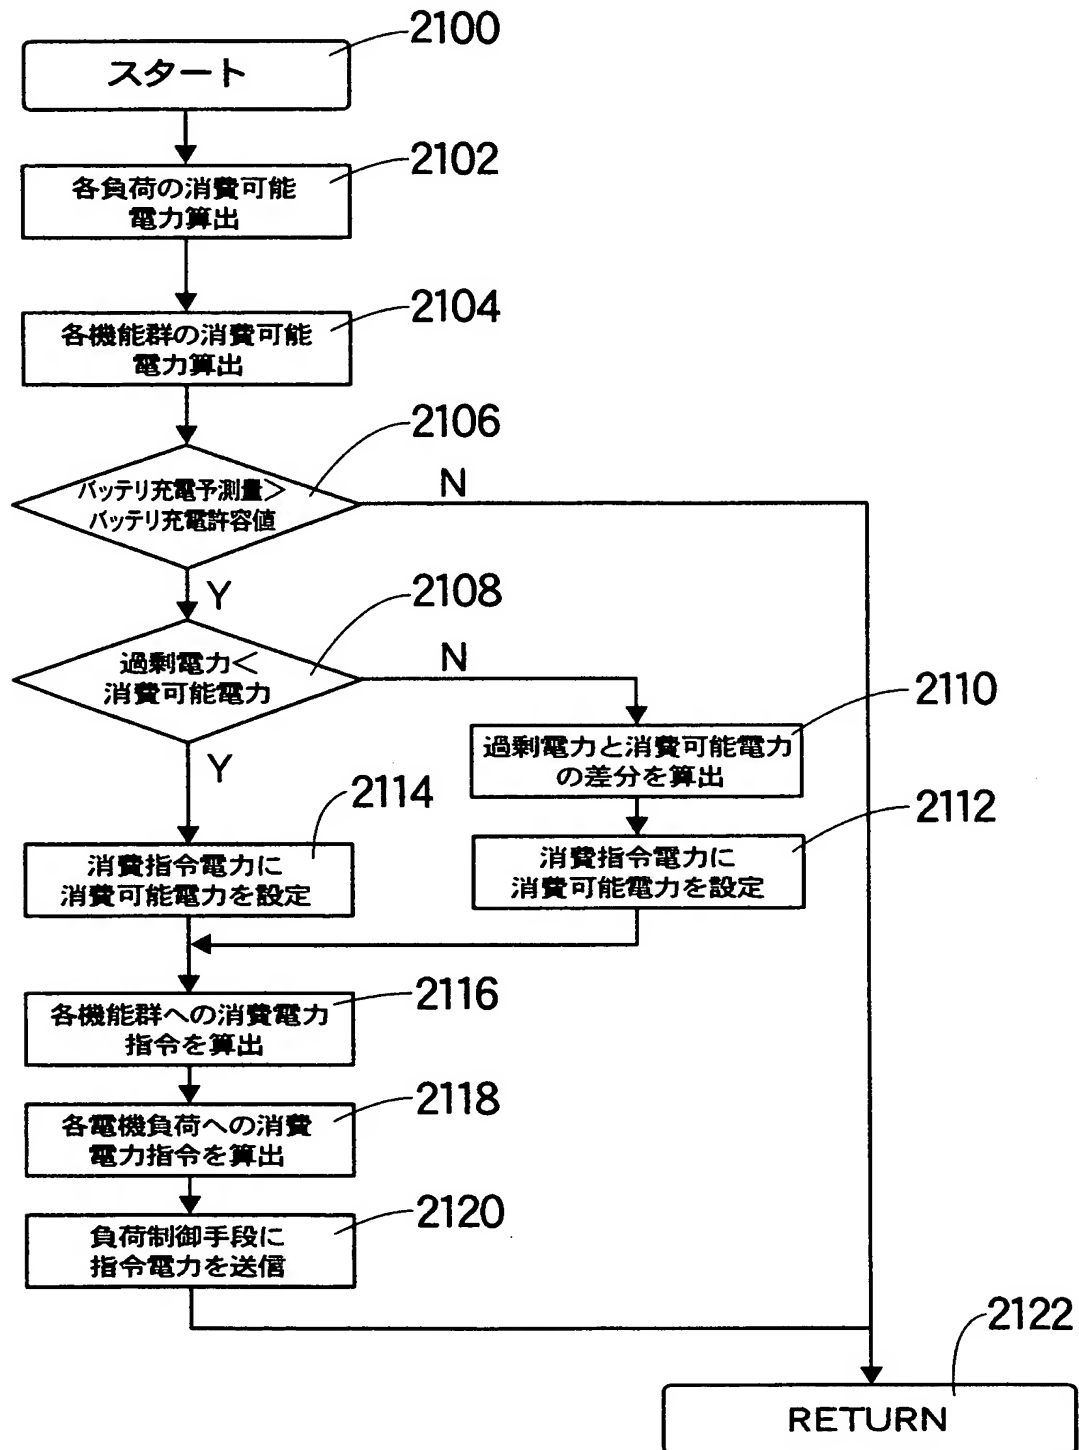 2100
スタート
2102
各負荷の消費可能
電力算出
2104
各機能群の消費可能
電力算出
2106
バッテリ充電予測量＞
バッテリ充電許容値
N
Y
2108
過剰電力＜
消費可能電力
N
Y
2110
過剰電力と消費可能電力
の差分を算出
2112
消費指令電力に
消費可能電力を設定
2114
消費指令電力に
消費可能電力を設定
2116
各機能群への消費電力
指令を算出
2118
各電機負荷への消費
電力指令を算出
2120
負荷制御手段に
指令電力を送信
2122
RETURN